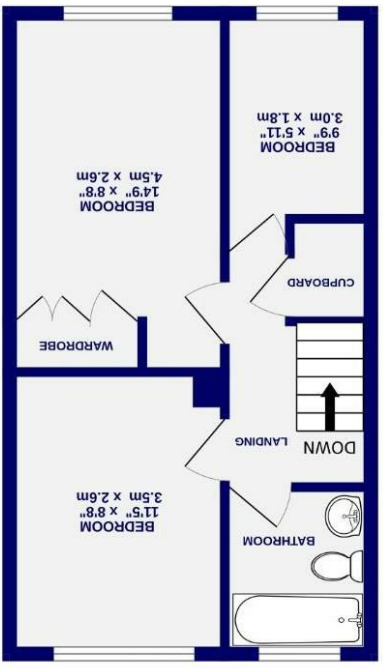 BATHROOM
BEDROOM
11'5" x 8'8"
3.5m x 2.6m
DOWN
LANDING
WARDROBE
CUPBOARD
BEDROOM
14'9" x 8'8"
4.5m x 2.6m
BEDROOM
9'9" x 5'11"
3.0m x 1.8m